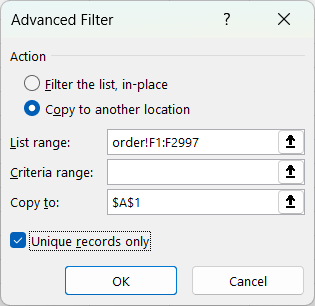 Advanced Filter ?
Action
Filter the list, in-place
Copy to another location
List range: order!F1:F2997
Criteria range:
Copy to: $A$1
Unique records only
OK Cancel